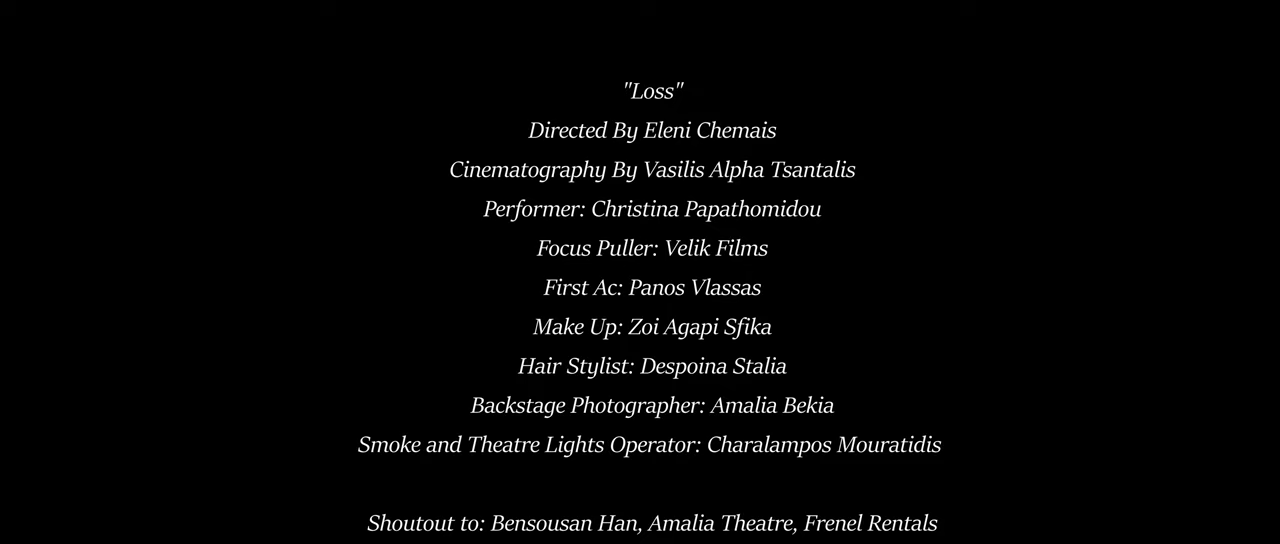 "Loss"
Directed By Eleni Chemais
Cinematography By Vasilis Alpha Tsantalis
Performer: Christina Papathomidou
Focus Puller: Velik Films
First Ac: Panos Vlassas
Make Up: Zoi Agapi Sfika
Hair Stylist: Despoina Stalia
Backstage Photographer: Amalia Bekia
Smoke and Theatre Lights Operator: Charalampos Mouratidis
Shoutout to: Bensousan Han, Amalia Theatre, Frenel Rentals